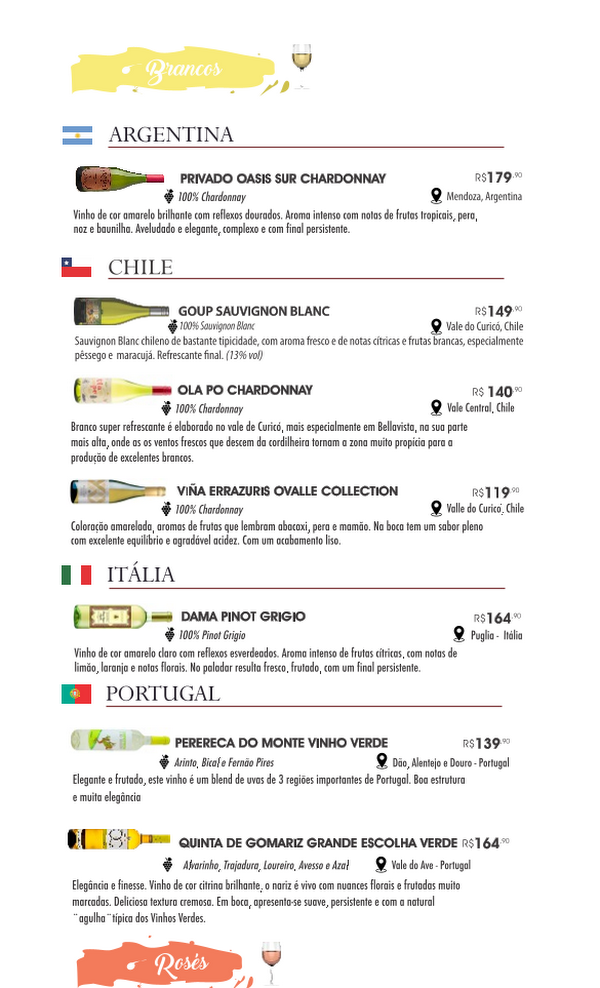 Brancos
ARGENTINA
PRIVADO OASIS SUR CHARDONNAY R$179,90
100% Chardonnay Mendoza, Argentina
Vinho de cor amarelo brilhante com reflexos dourados. Aroma intenso com notas de frutas tropicais, pera,
noz e baunilha. Aveludado e elegante, complexo e com final persistente.
CHILE
GOUP SAUVIGNON BLANC R$149,90
100% Sauvignon Blanc Vale do Curicó, Chile
Sauvignon Blanc chileno de bastante tipicidade, com aroma fresco e de notas cítricas e frutas brancas, especialmente
pêssego e maracujá. Refrescante final. (13% vol)
OLA PO CHARDONNAY R$ 140,90
100% Chardonnay Vale Central, Chile
Branco super refrescante é elaborado no vale de Curicó, mais especialmente em Bellavista, na sua parte
mais alta, onde as os ventos frescos que descem da cordilheira tornam a zona muito propícia para a
produção de excelentes brancos.
VIÑA ERRAZURIS OVALLE COLLECTION R$119,90
100% Chardonnay Valle do Curicó, Chile
Coloração amarelada, aromas de frutas que lembram abacaxi, pera e mamão. Na boca tem um sabor pleno
com excelente equilíbrio e agradável acidez. Com um acabamento liso.
ITÁLIA
DAMA PINOT GRIGIO R$164,90
100% Pinot Grigio Puglia - Itália
Vinho de cor amarelo claro com reflexos esverdeados. Aroma intenso de frutas cítricas, com notas de
limão, laranja e notas florais. No paladar resulta fresco, frutado, com um final persistente.
PORTUGAL
PERERECA DO MONTE VINHO VERDE R$139,90
Arinto, Bical e Fernão Pires Dão, Alentejo e Douro - Portugal
Elegante e frutado, este vinho é um blend de uvas de 3 regiões importantes de Portugal. Boa estrutura
e muita elegância
QUINTA DE GOMARIZ GRANDE ESCOLHA VERDE R$164,90
Alvarinho, Trajadura, Loureiro, Avesso e Azal Vale do Ave - Portugal
Elegância e finesse. Vinho de cor citrina brilhante, o nariz é vivo com nuances florais e frutadas muito
marcadas. Deliciosa textura cremosa. Em boca, apresenta-se suave, persistente e com a natural
¨agulha¨típica dos Vinhos Verdes.
Rosés